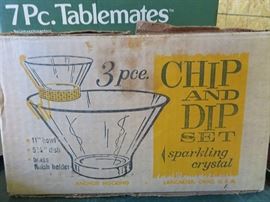 7 Pc. Tablemates™
3 pce.
CHIP
AND
DIP
SET
sparkling
crystal
• 11" bowl
• 5¼" dish
• brass
finish holder
ANCHOR HOCKING
LANCASTER, OHIO U.S.A.